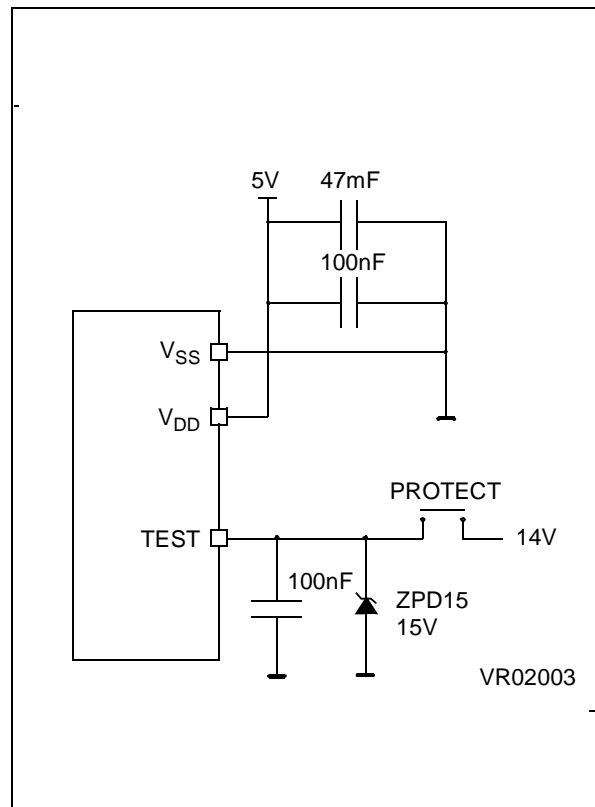 5V 47mF
100nF
VSS
VDD
PROTECT
TEST 14V
100nF ZPD15
15V
VR02003